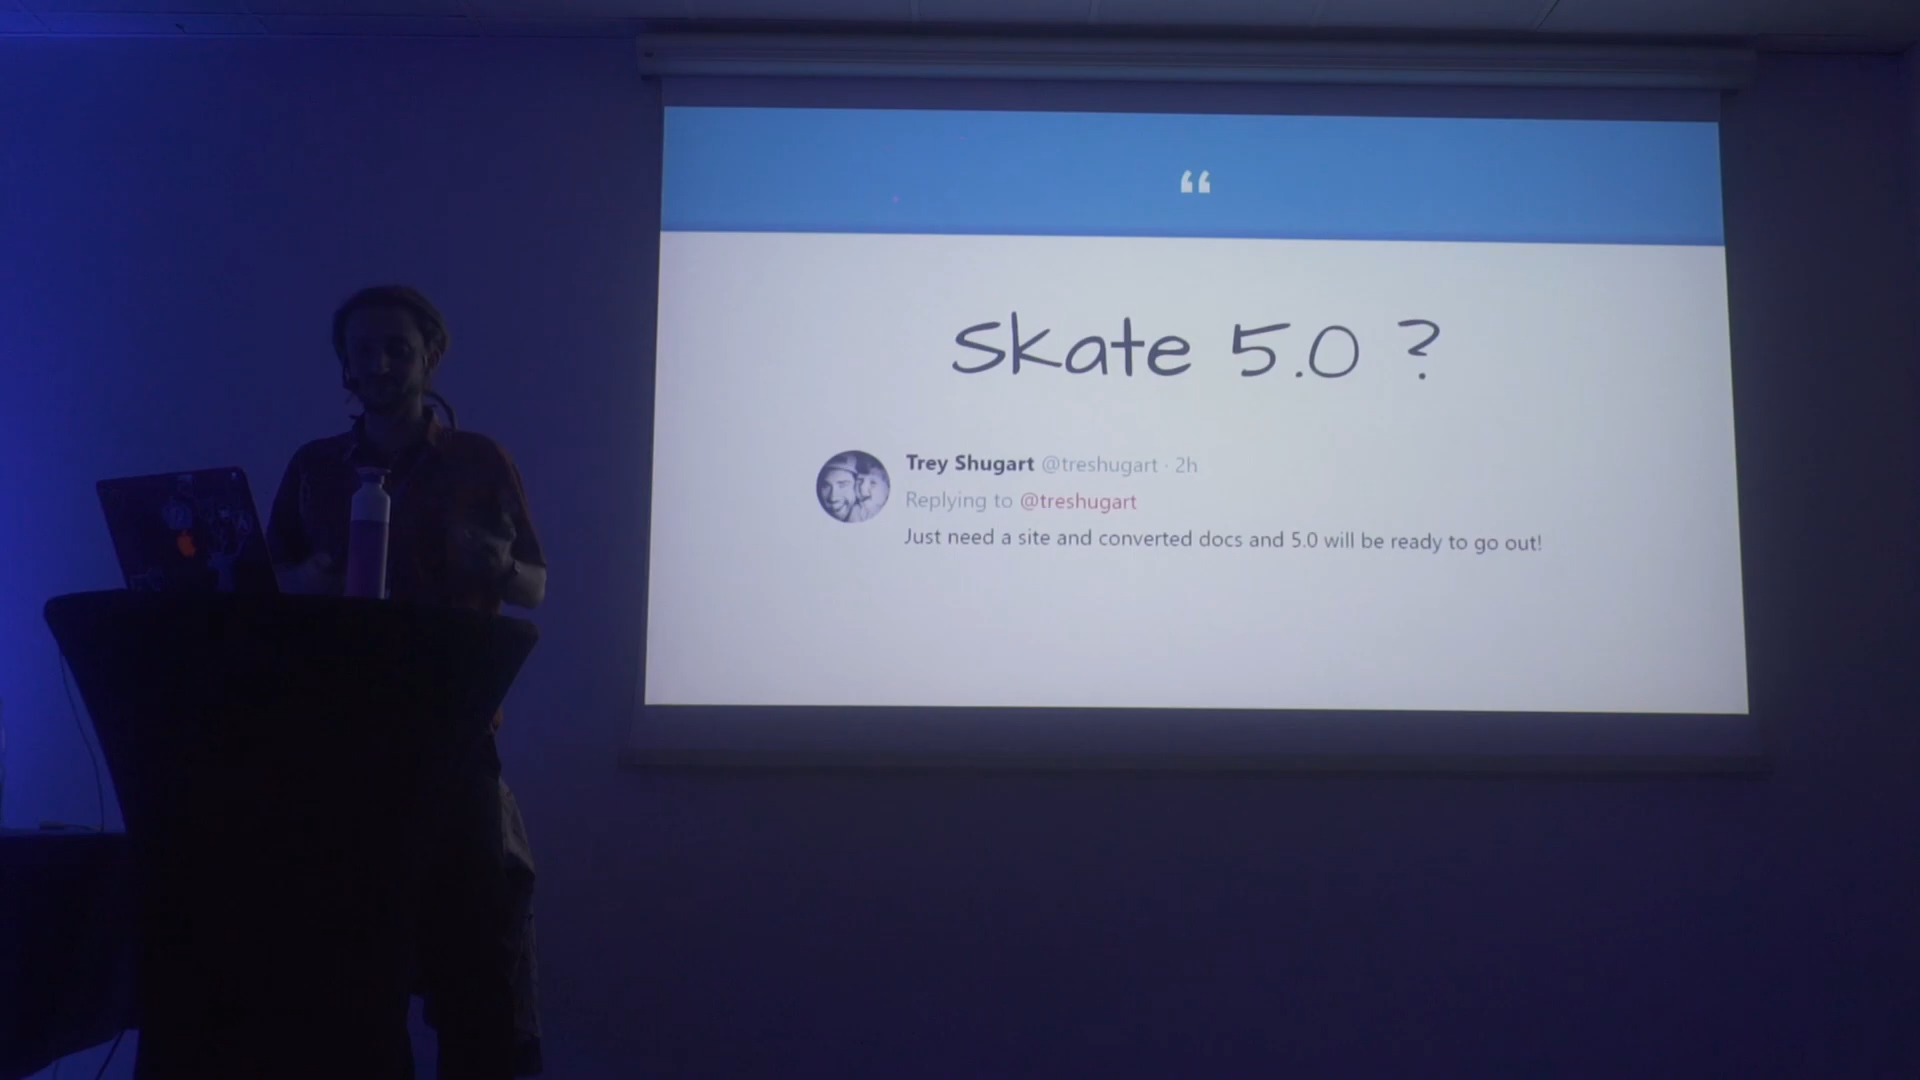 “
Skate 5.0 ?
Trey Shugart @treshugart · 2h
Replying to @treshugart
Just need a site and converted docs and 5.0 will be ready to go out!